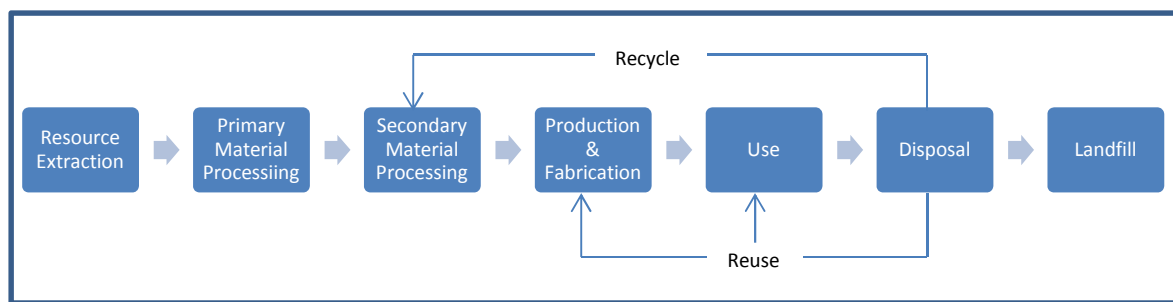 Recycle
Resource
Extraction
Primary
Material
Processiing
Secondary
Material
Processing
Production
&
Fabrication
Use
Disposal
Landfill
Reuse